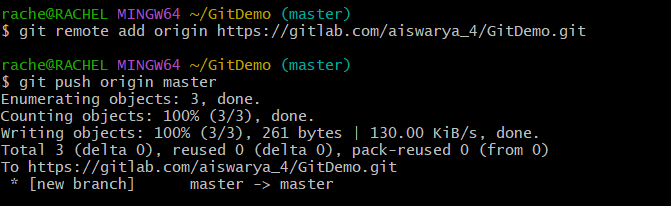 rache@RACHEL MINGW64 ~/GitDemo (master)
$ git remote add origin https://gitlab.com/aiswarya_4/GitDemo.git
rache@RACHEL MINGW64 ~/GitDemo (master)
$ git push origin master
Enumerating objects: 3, done.
Counting objects: 100% (3/3), done.
Writing objects: 100% (3/3), 261 bytes | 130.00 KiB/s, done.
Total 3 (delta 0), reused 0 (delta 0), pack-reused 0 (from 0)
To https://gitlab.com/aiswarya_4/GitDemo.git
 * [new branch]      master -> master